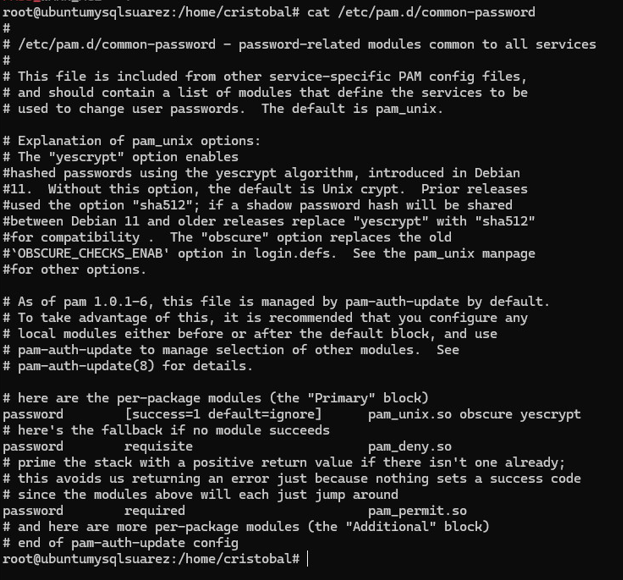 root@ubuntumysqlsuarez:/home/cristobal# cat /etc/pam.d/common-password
#
# /etc/pam.d/common-password - password-related modules common to all services
#
# This file is included from other service-specific PAM config files,
# and should contain a list of modules that define the services to be
# used to change user passwords.  The default is pam_unix.

# Explanation of pam_unix options:
# The "yescrypt" option enables
#hashed passwords using the yescrypt algorithm, introduced in Debian
#11.  Without this option, the default is Unix crypt.  Prior releases
#used the option "sha512"; if a shadow password hash will be shared
#between Debian 11 and older releases replace "yescrypt" with "sha512"
#for compatibility .  The "obscure" option replaces the old
#`OBSCURE_CHECKS_ENAB' option in login.defs.  See the pam_unix manpage
#for other options.

# As of pam 1.0.1-6, this file is managed by pam-auth-update by default.
# To take advantage of this, it is recommended that you configure any
# local modules either before or after the default block, and use
# pam-auth-update to manage selection of other modules.  See
# pam-auth-update(8) for details.

# here are the per-package modules (the "Primary" block)
password        [success=1 default=ignore]      pam_unix.so obscure yescrypt
# here's the fallback if no module succeeds
password        requisite                       pam_deny.so
# prime the stack with a positive return value if there isn't one already;
# this avoids us returning an error just because nothing sets a success code
# since the modules above will each just jump around
password        required                        pam_permit.so
# and here are more per-package modules (the "Additional" block)
# end of pam-auth-update config
root@ubuntumysqlsuarez:/home/cristobal#